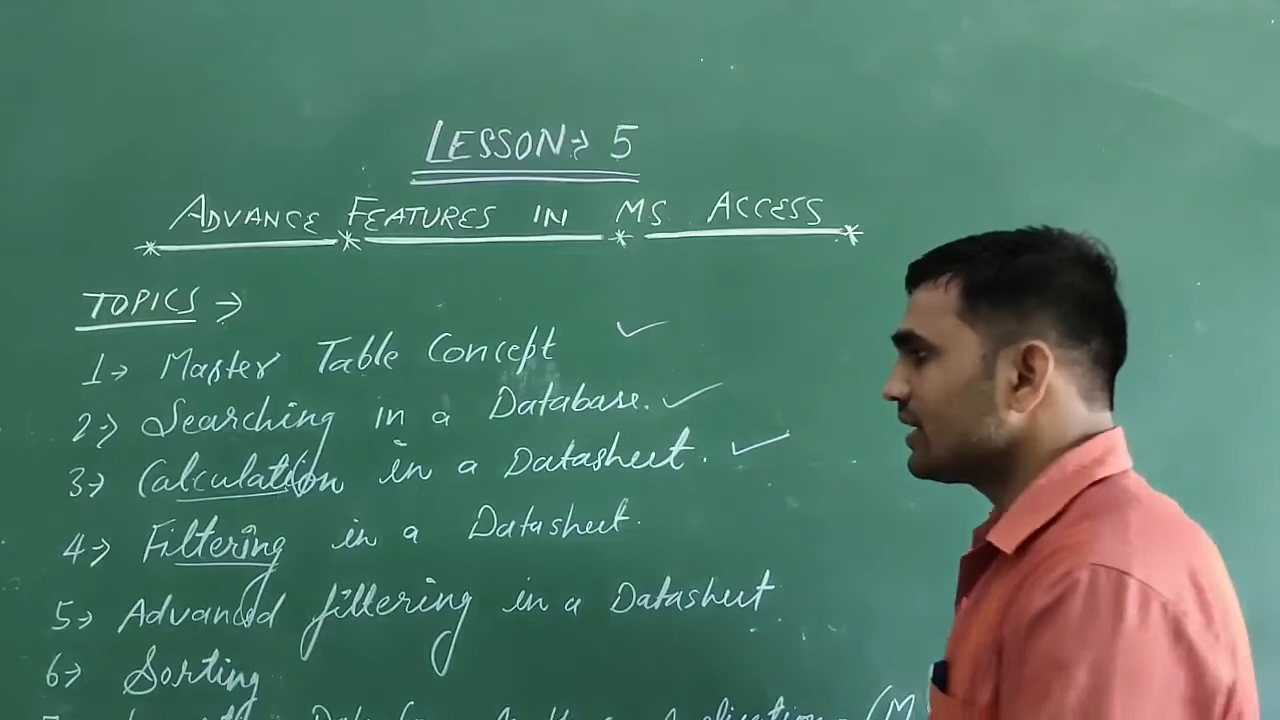 LESSON:→ 5
ADVANCE FEATURES IN MS ACCESS
TOPICS →
1→ Master Table Concept ✓
2→ Searching in a Database. ✓
3→ Calculation in a Datasheet. ✓
4→ Filtering in a Datasheet.
5→ Advanced filtering in a Datasheet
6→ Sorting